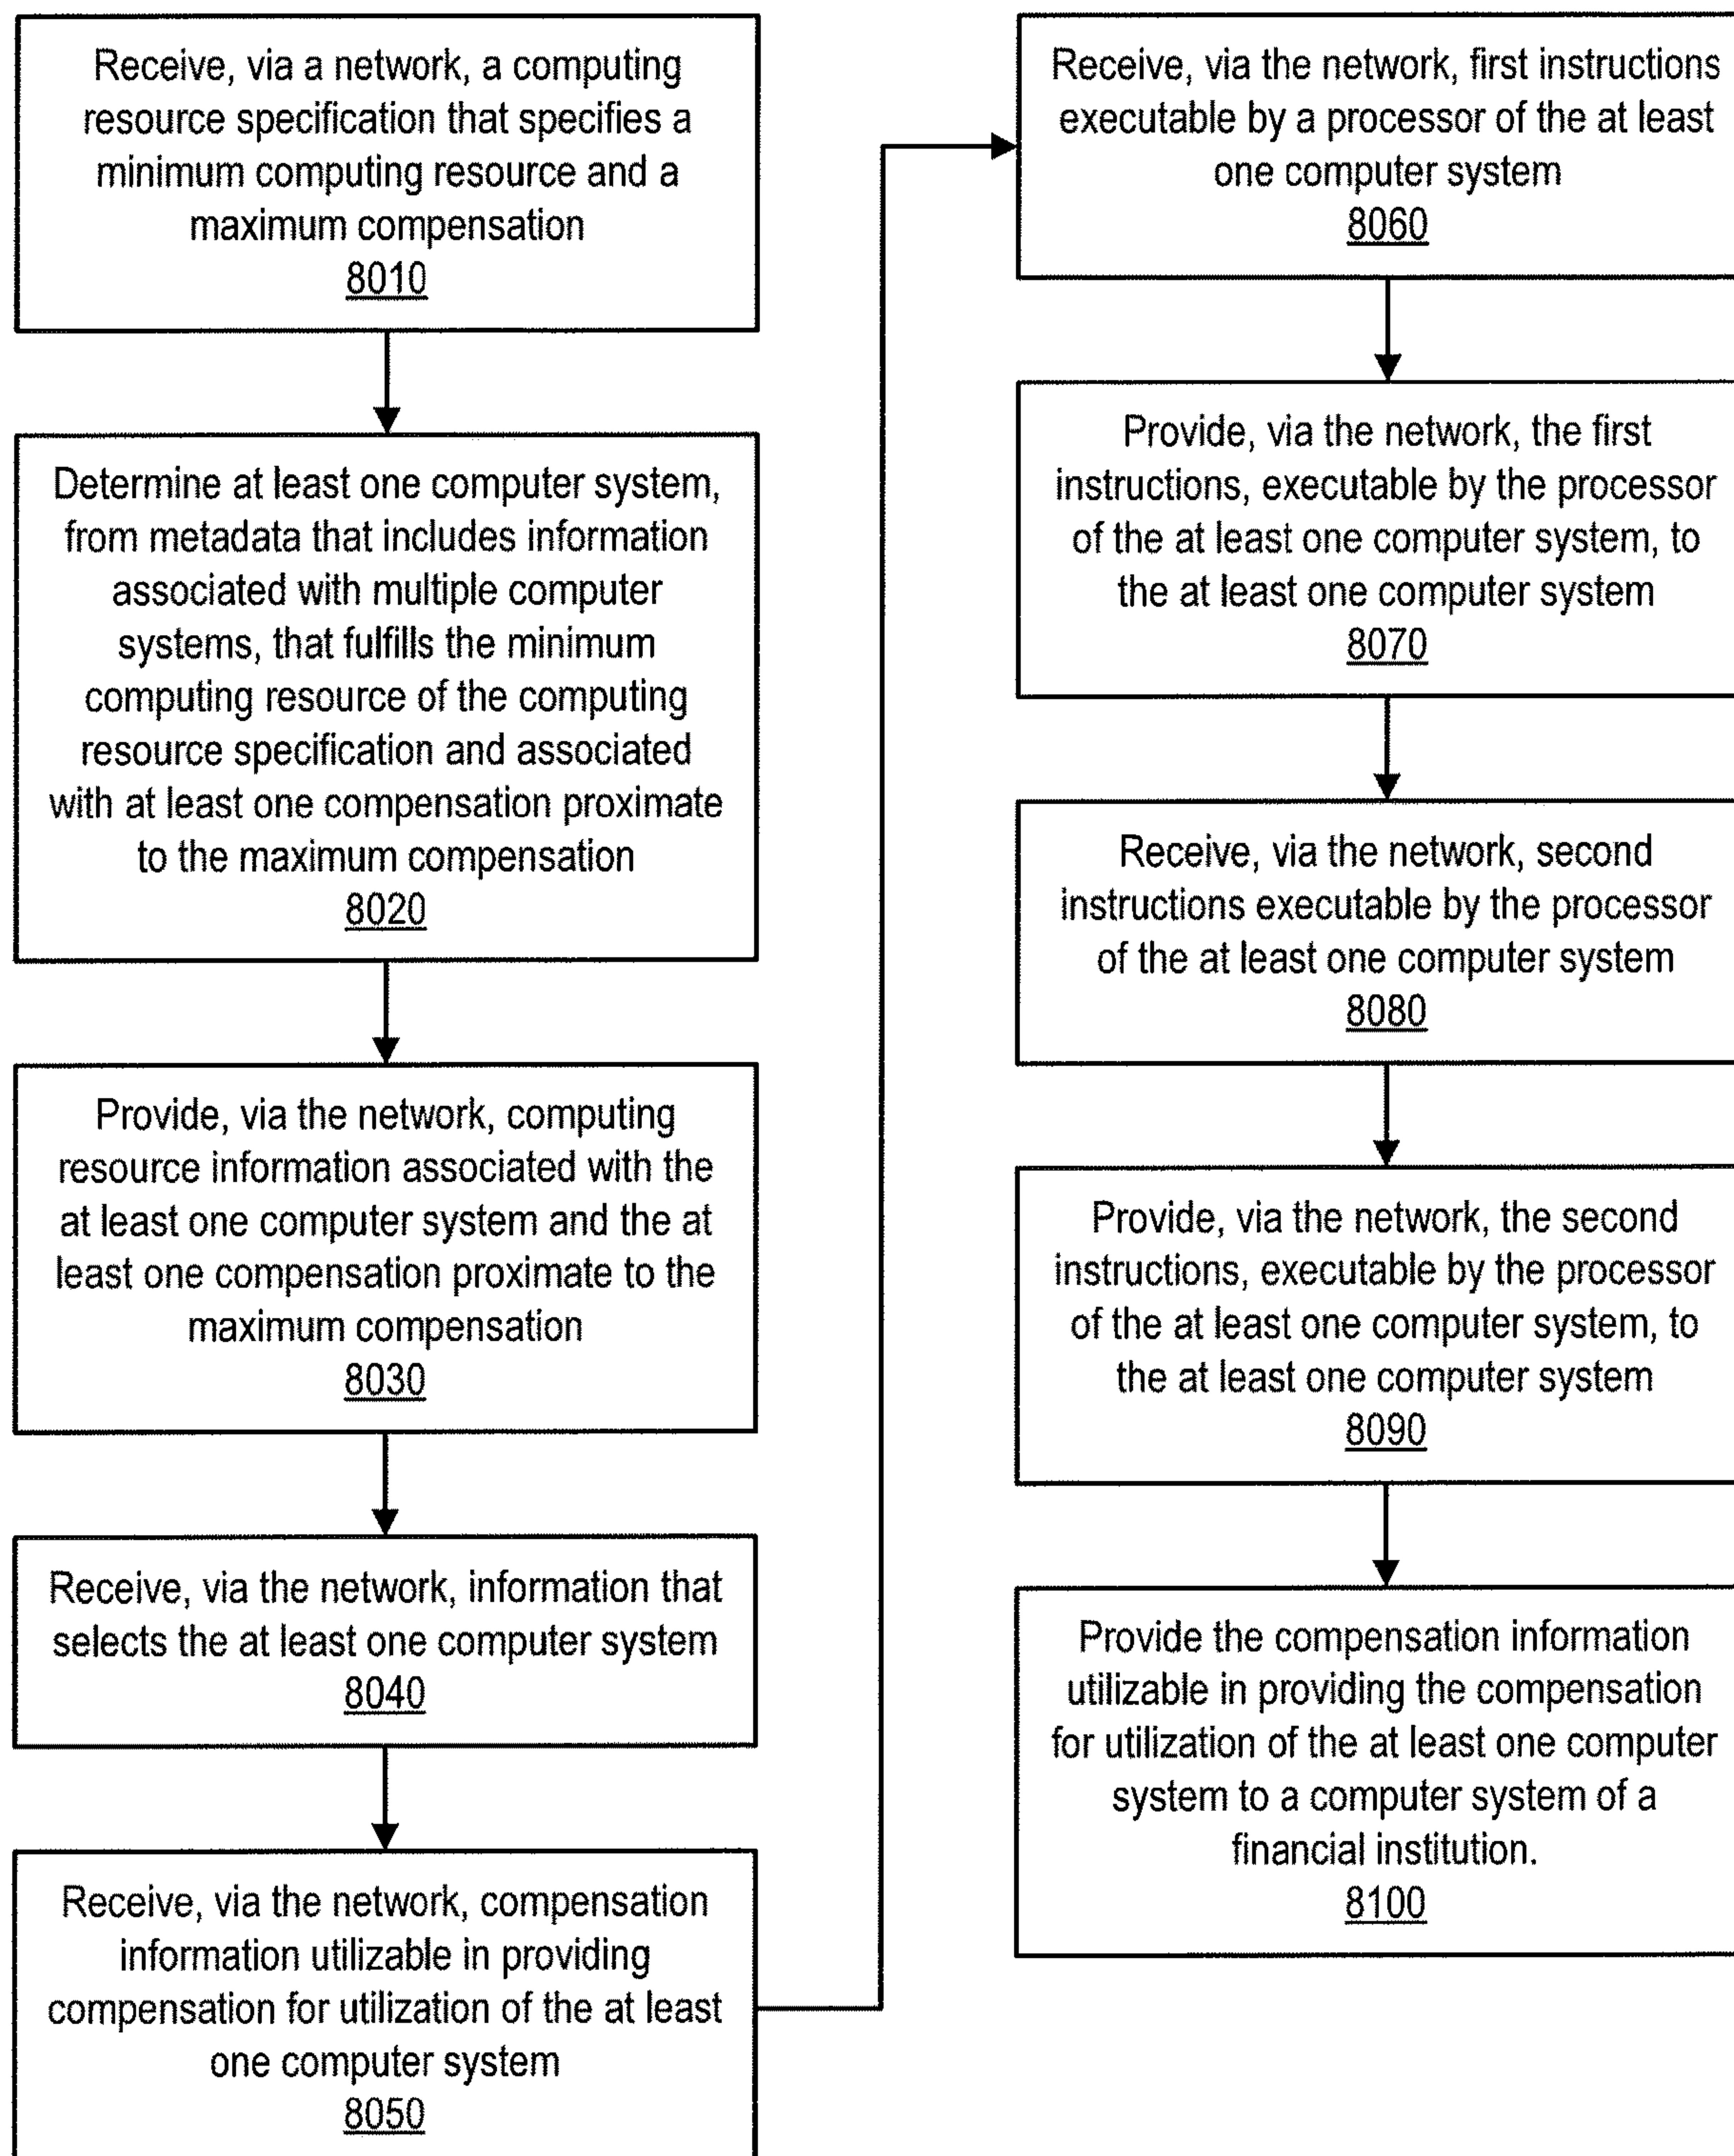 Receive, via a network, a computing
resource specification that specifies a
minimum computing resource and a
maximum compensation
8010
Determine at least one computer system,
from metadata that includes information
associated with multiple computer
systems, that fulfills the minimum
computing resource of the computing
resource specification and associated
with at least one compensation proximate
to the maximum compensation
8020
Provide, via the network, computing
resource information associated with the
at least one computer system and the at
least one compensation proximate to the
maximum compensation
8030
Receive, via the network, information that
selects the at least one computer system
8040
Receive, via the network, compensation
information utilizable in providing
compensation for utilization of the at least
one computer system
8050
Receive, via the network, first instructions
executable by a processor of the at least
one computer system
8060
Provide, via the network, the first
instructions, executable by the processor
of the at least one computer system, to
the at least one computer system
8070
Receive, via the network, second
instructions executable by the processor
of the at least one computer system
8080
Provide, via the network, the second
instructions, executable by the processor
of the at least one computer system, to
the at least one computer system
8090
Provide the compensation information
utilizable in providing the compensation
for utilization of the at least one computer
system to a computer system of a
financial institution.
8100